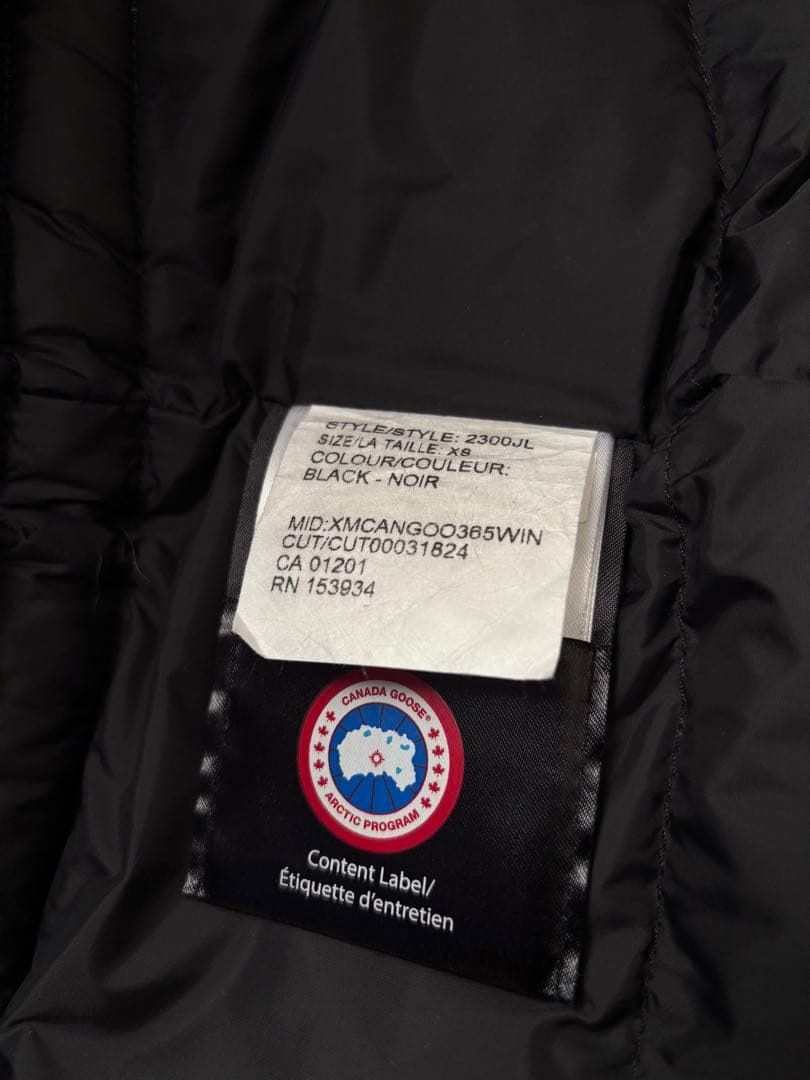 STYLE/STYLE: 2300JL
SIZE/LA TAILLE: XS
COLOUR/COULEUR:
BLACK - NOIR
MID:XMCANGOO365WIN
CUT/CUT00031824
CA 01201
RN 153934
CANADA GOOSE®
ARCTIC PROGRAM
Content Label/
Étiquette d'entretien